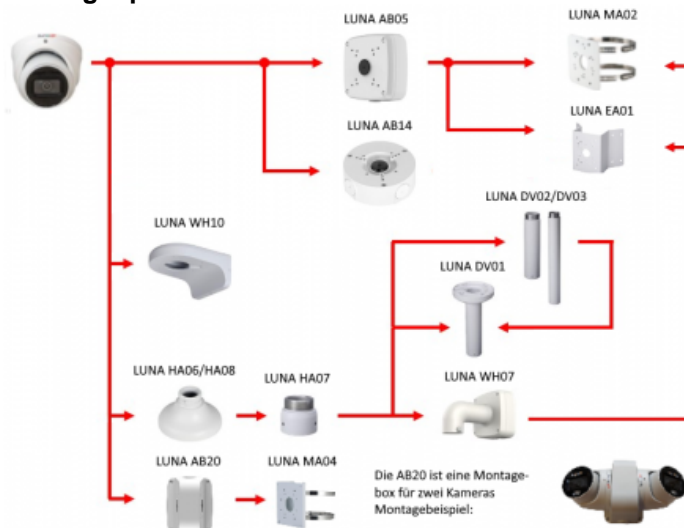 LUNA AB05
LUNA MA02
LUNA EA01
LUNA AB14
LUNA DV02/DV03
LUNA WH10
LUNA DV01
LUNA HA06/HA08
LUNA HA07
LUNA WH07
LUNA AB20
LUNA MA04
Die AB20 ist eine Montage-
box für zwei Kameras
Montagebeispiel: